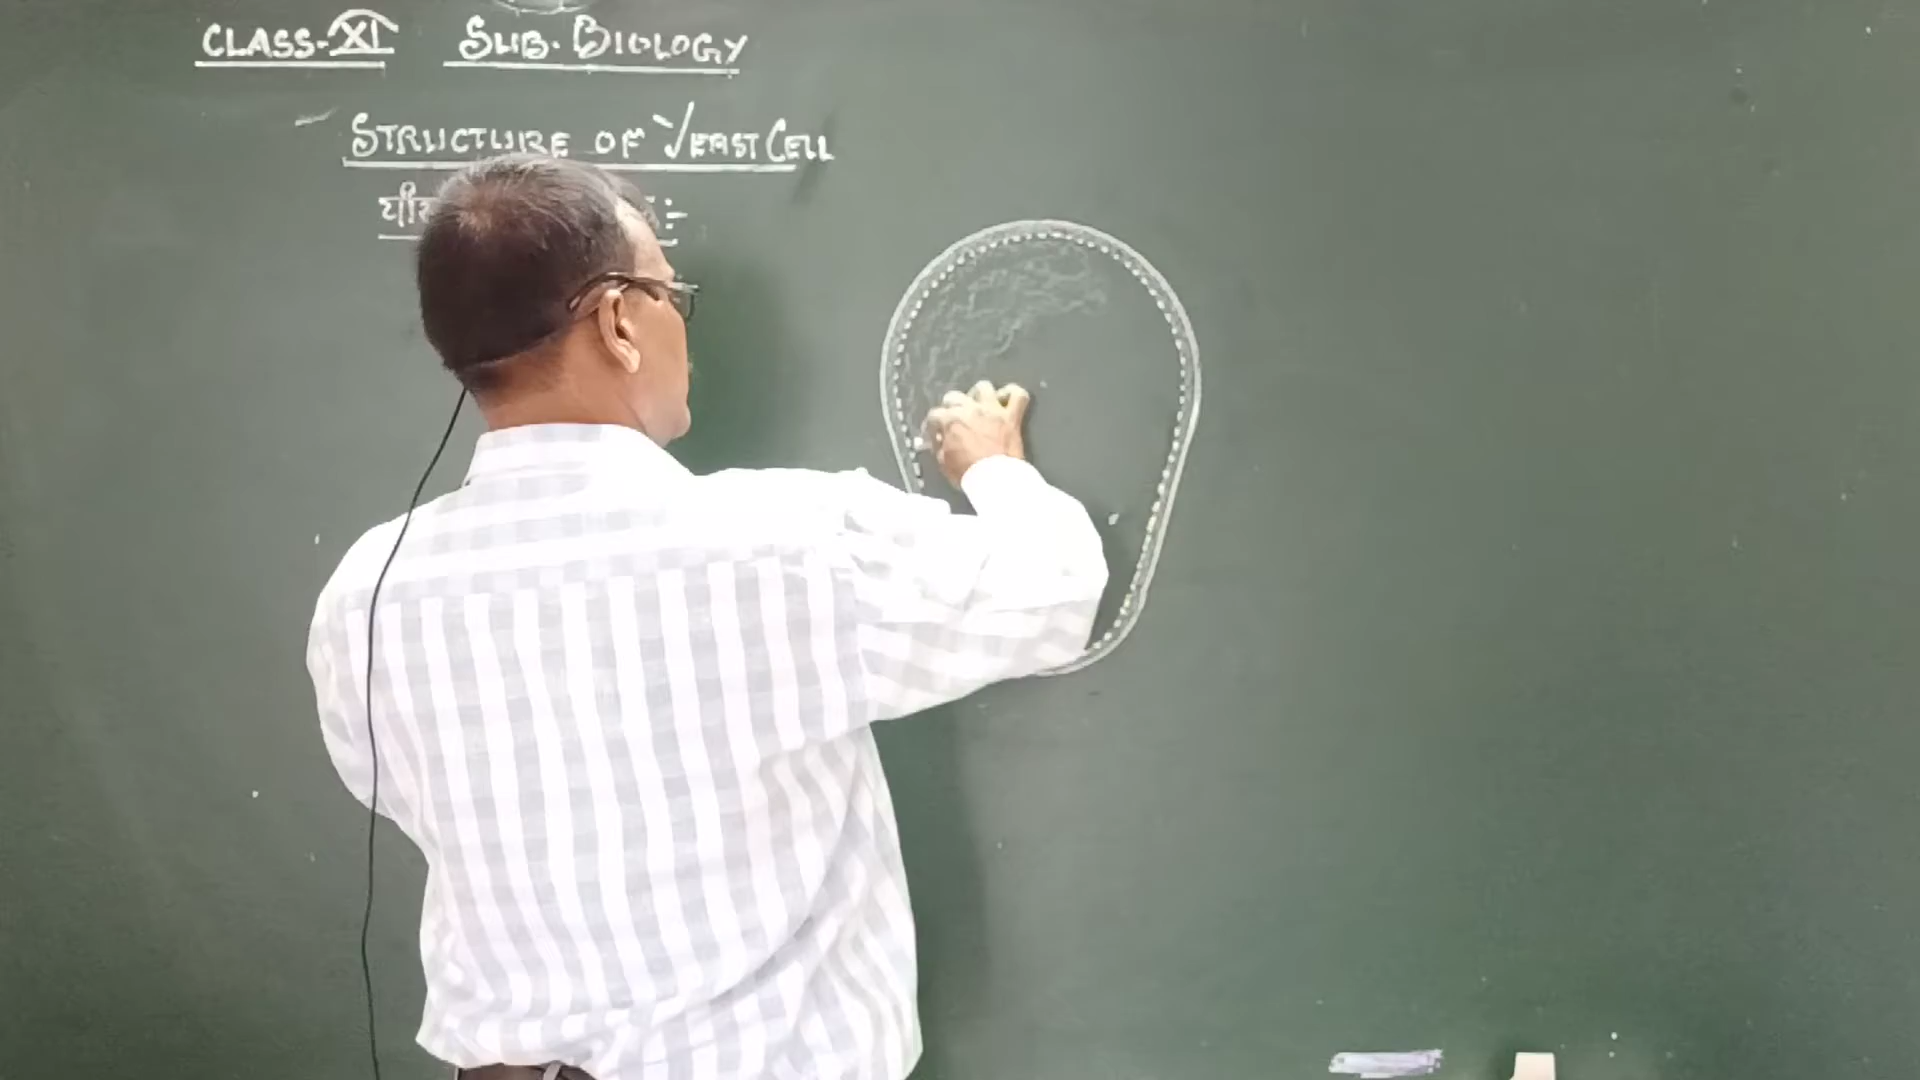 CLASS-XI SUB. BIOLOGY
STRUCTURE OF YEAST CELL